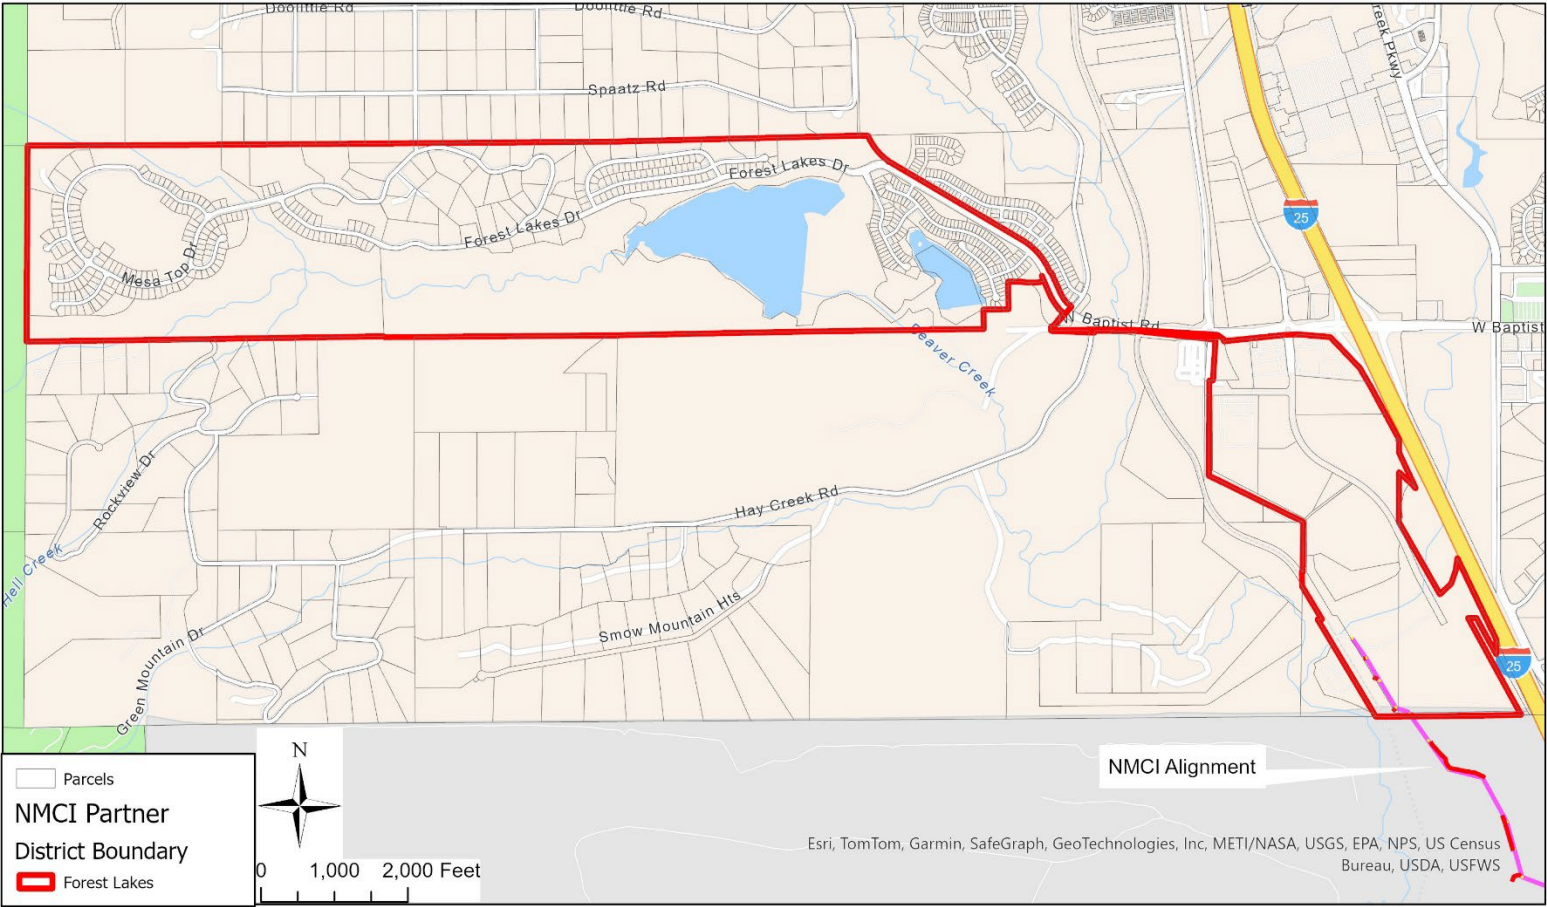 Doolittle Rd
Doolittle Rd
Creek Pkwy
Spaatz Rd
Forest Lakes Dr
25
Forest Lakes Dr
Mesa Top Dr
W Baptist Rd
W Baptist
Beaver Creek
Rockview Dr
Hay Creek Rd
Hell Creek
Smow Mountain Hts
Green Mountain Dr
25
NMCI Alignment
Parcels
NMCI Partner
District Boundary
Forest Lakes
N
0 1,000 2,000 Feet
Esri, TomTom, Garmin, SafeGraph, GeoTechnologies, Inc, METI/NASA, USGS, EPA, NPS, US Census
Bureau, USDA, USFWS